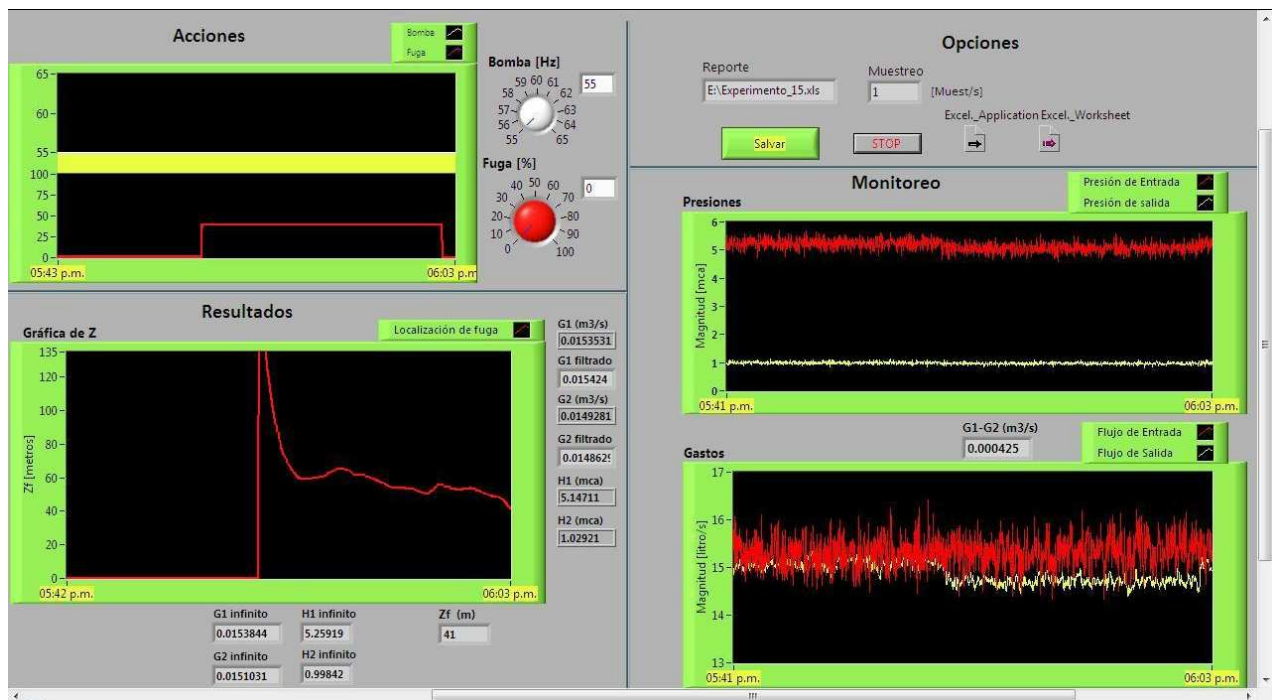 Acciones
Bomba
Fuga
65
60
55
100
75
50
25
0
05:43 p.m.
06:03 p.m
Bomba [Hz]
55
55
56
57
58
59
60
61
62
63
64
65
Fuga [%]
0
0
10
20
30
40
50
60
70
80
90
100
Opciones
Reporte
E:\Experimento_15.xls
Muestreo
1
[Muest/s]
Excel._Application
Excel._Worksheet
Salvar
STOP
Monitoreo
Presión de Entrada
Presión de salida
Presiones
Magnitud [mca]
6
5
4
3
2
1
0
05:41 p.m.
06:03 p.m.
Resultados
Gráfica de Z
Localización de fuga
Zf [metros]
135
120
100
80
60
40
20
0
05:42 p.m.
06:03 p.m.
G1 (m3/s)
0.0153531
G1 filtrado
0.015424
G2 (m3/s)
0.0149281
G2 filtrado
0.014862
H1 (mca)
5.14711
H2 (mca)
1.02921
G1 infinito
0.0153844
H1 infinito
5.25919
Zf (m)
41
G2 infinito
0.0151031
H2 infinito
0.99842
G1-G2 (m3/s)
0.000425
Flujo de Entrada
Flujo de Salida
Gastos
Magnitud [litro/s]
17
16
15
14
13
05:41 p.m.
06:03 p.m.